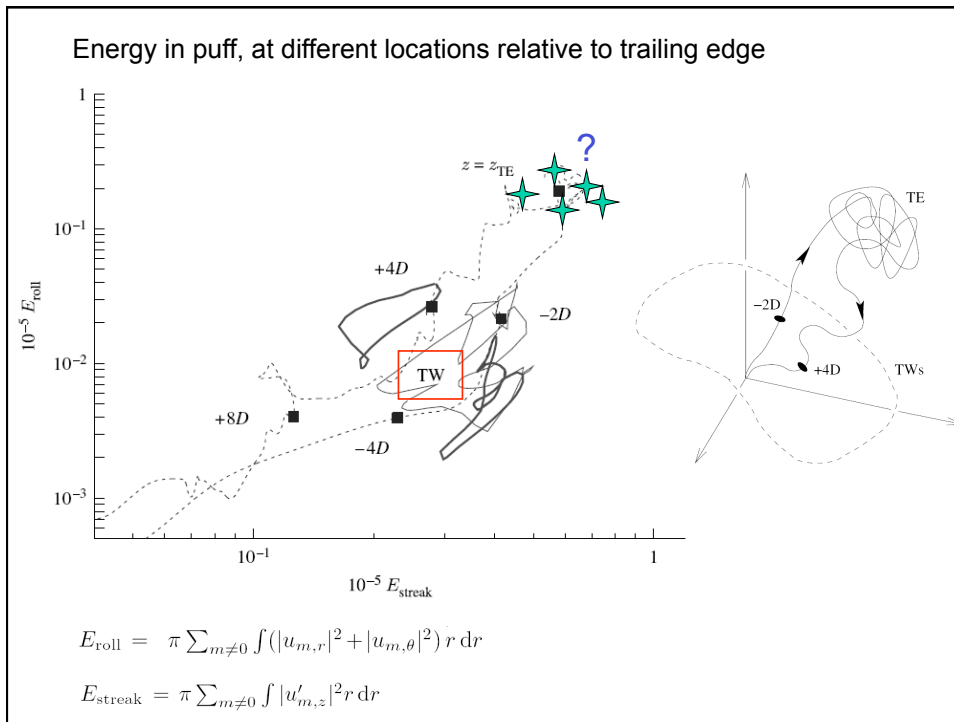 Energy in puff, at different locations relative to trailing edge
1
10⁻¹
10⁻²
10⁻³
10⁻⁵ E_roll
10⁻¹
1
10⁻⁵ E_streak
z = z_TE
?
+4D
−2D
TW
+8D
−4D
TE
−2D
+4D
TWs
E_roll = π ∑_{m≠0} ∫(|u_{m,r}|² + |u_{m,θ}|²) r dr
E_streak = π ∑_{m≠0} ∫ |u′_{m,z}|² r dr